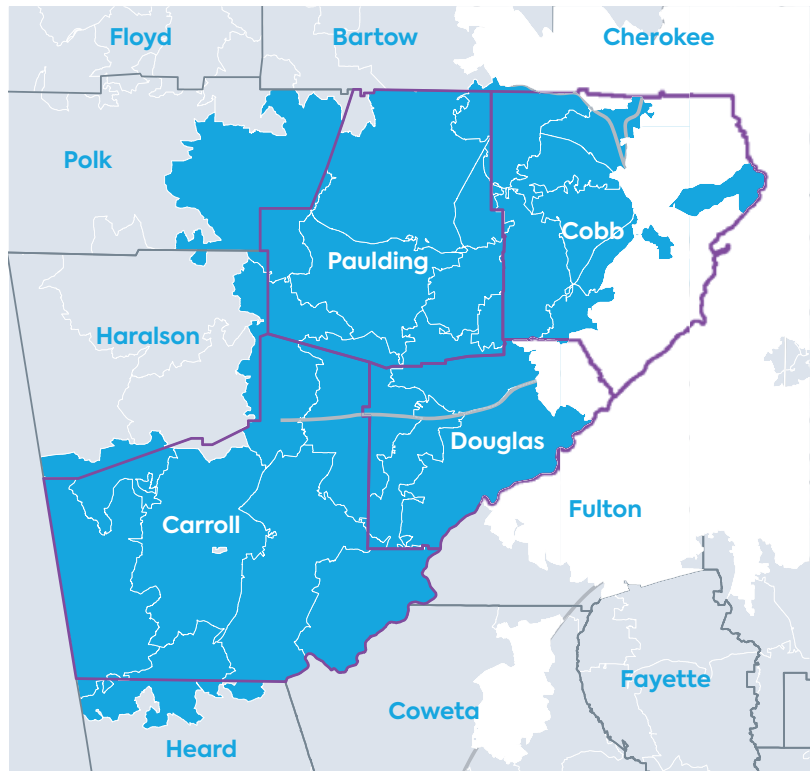 Floyd
Bartow
Cherokee
Polk
Cobb
Paulding
Haralson
Douglas
Carroll
Fulton
Fayette
Coweta
Heard